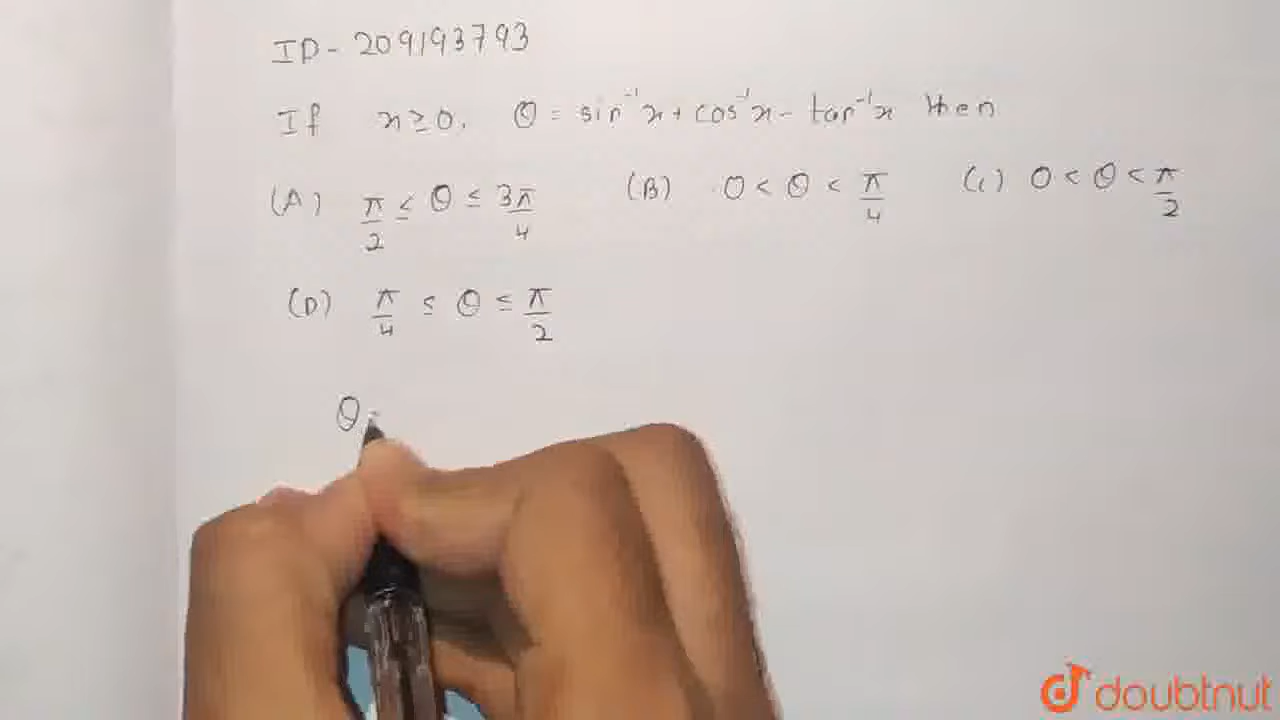 ID - 209193793
If x ≥ 0, θ = sin⁻¹x + cos⁻¹x - tan⁻¹x then
(A) π/2 ≤ θ ≤ 3π/4 (B) 0 < θ < π/4 (C) 0 < θ < π/2
(D) π/4 ≤ θ ≤ π/2
θ
doubtnut